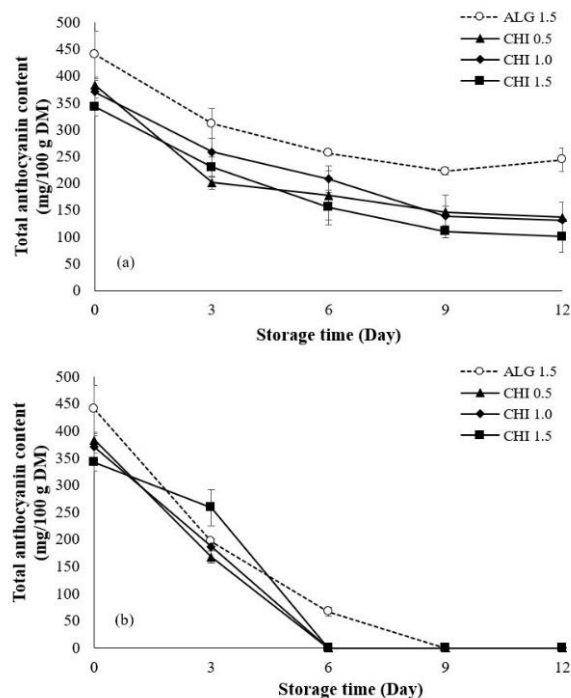 500
450
400
350
300
250
200
150
100
50
0
Total anthocyanin content
(mg/100 g DM)
ALG 1.5
CHI 0.5
CHI 1.0
CHI 1.5
(a)
0 3 6 9 12
Storage time (Day)
500
450
400
350
300
250
200
150
100
50
0
Total anthocyanin content
(mg/100 g DM)
ALG 1.5
CHI 0.5
CHI 1.0
CHI 1.5
(b)
0 3 6 9 12
Storage time (Day)